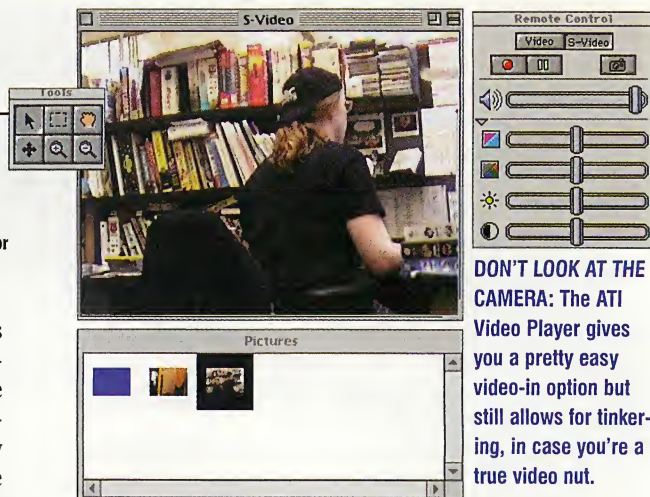 S-Video
Remote Control
Video
S-Video
Tools
or
s
-
e
-
y
e
Pictures
DON'T LOOK AT THE
CAMERA: The ATI
Video Player gives
you a pretty easy
video-in option but
still allows for tinker-
ing, in case you're a
true video nut.